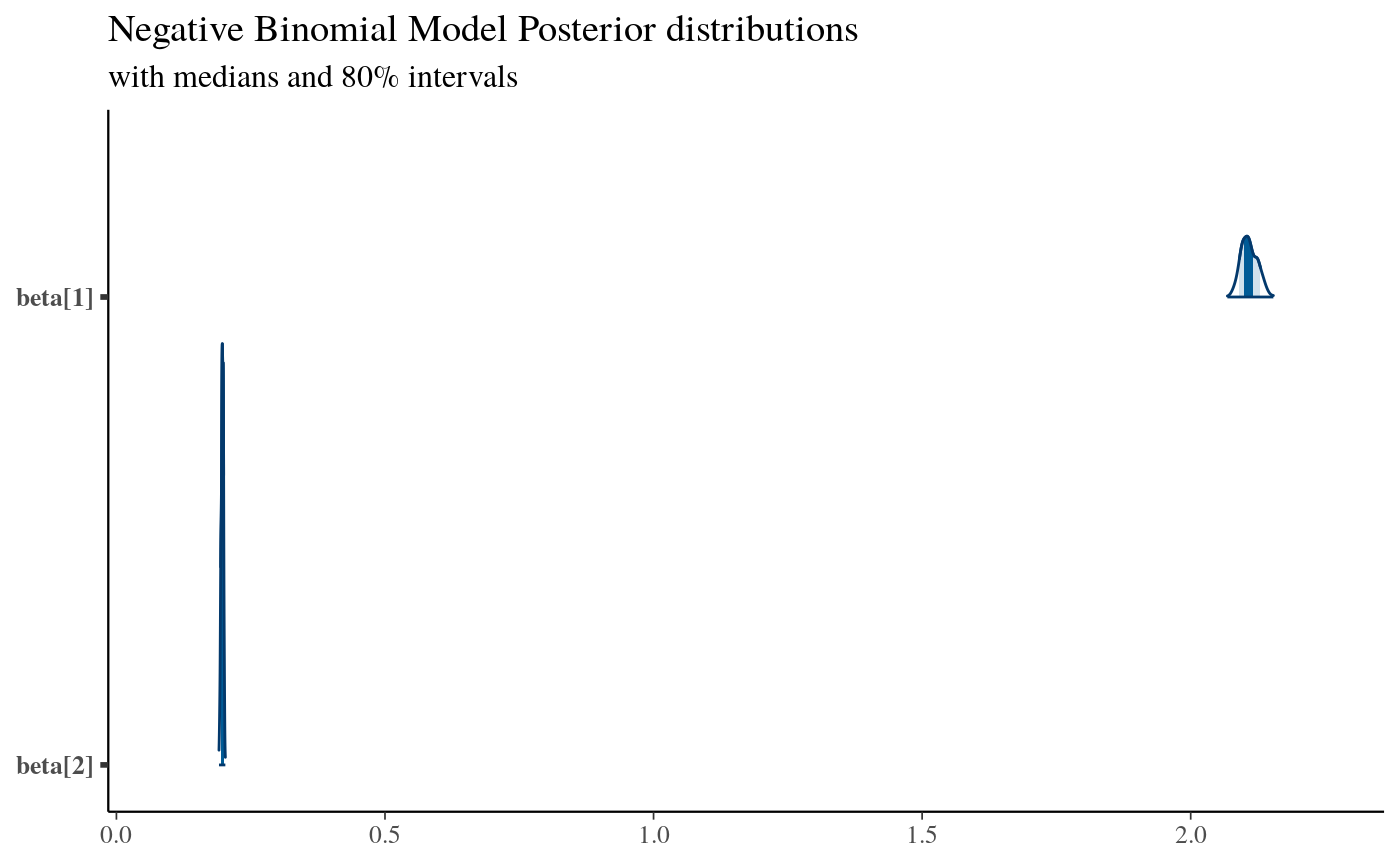 Negative Binomial Model Posterior distributions
with medians and 80% intervals
beta[1]
beta[2]
0.0 0.5 1.0 1.5 2.0